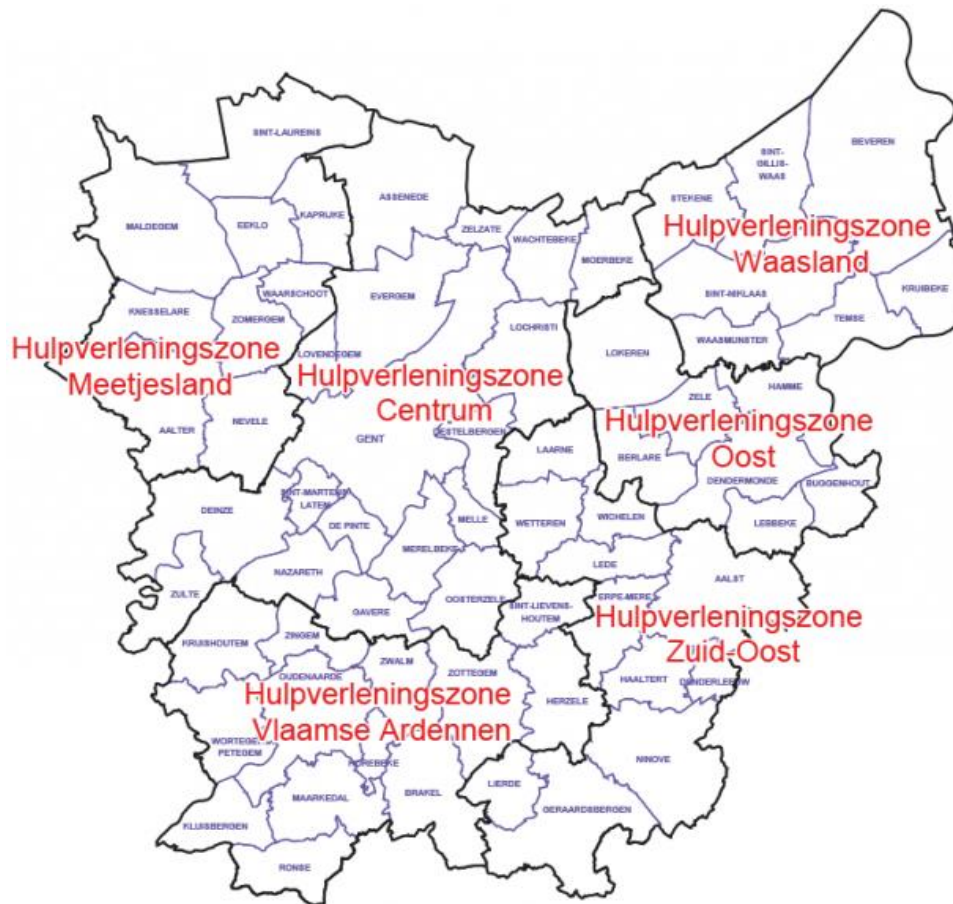 SINT-LAUREINS
BEVEREN
SINT-
GILLIS-
WAAS
STEKENE
ASSENEDE
KAPRIJKE
MALDEGEM
EEKLO
ZELZATE
WACHTEBEKE
MOERBEKE
Hulpverleningszone
Waasland
KRUIBEKE
SINT-NIKLAAS
TEMSE
WAASMUNSTER
WAARSCHOOT
EVERGEM
KNESSELARE
ZOMERGEM
LOCHRISTI
LOVENDEGEM
LOKEREN
Hulpverleningszone
Meetjesland
Hulpverleningszone
Centrum
HAMME
ZELE
Hulpverleningszone
Oost
AALTER
NEVELE
GENT
DESTELBERGEN
LAARNE
BERLARE
DENDERMONDE
BUGGENHOUT
LEBBEKE
DEINZE
SINT-MARTENS
LATEM
DE PINTE
MELLE
WETTEREN
WICHELEN
MERELBEKE
LEDE
NAZARETH
AALST
ZULTE
GAVERE
OOSTERZELE
SINT-LIEVENS-
HOUTEM
ERPE-MERE
Hulpverleningszone
Zuid-Oost
KRUISHOUTEM
ZINGEM
OUDENAARDE
ZWALM
ZOTTEGEM
HAALTERT
DENDERLEEUW
Hulpverleningszone
Vlaamse Ardennen
HERZELE
WORTEGEM
PETEGEM
HOREBEKE
NINOVE
MAARKEDAL
BRAKEL
LIERDE
GERAARDSBERGEN
KLUISBERGEN
RONSE